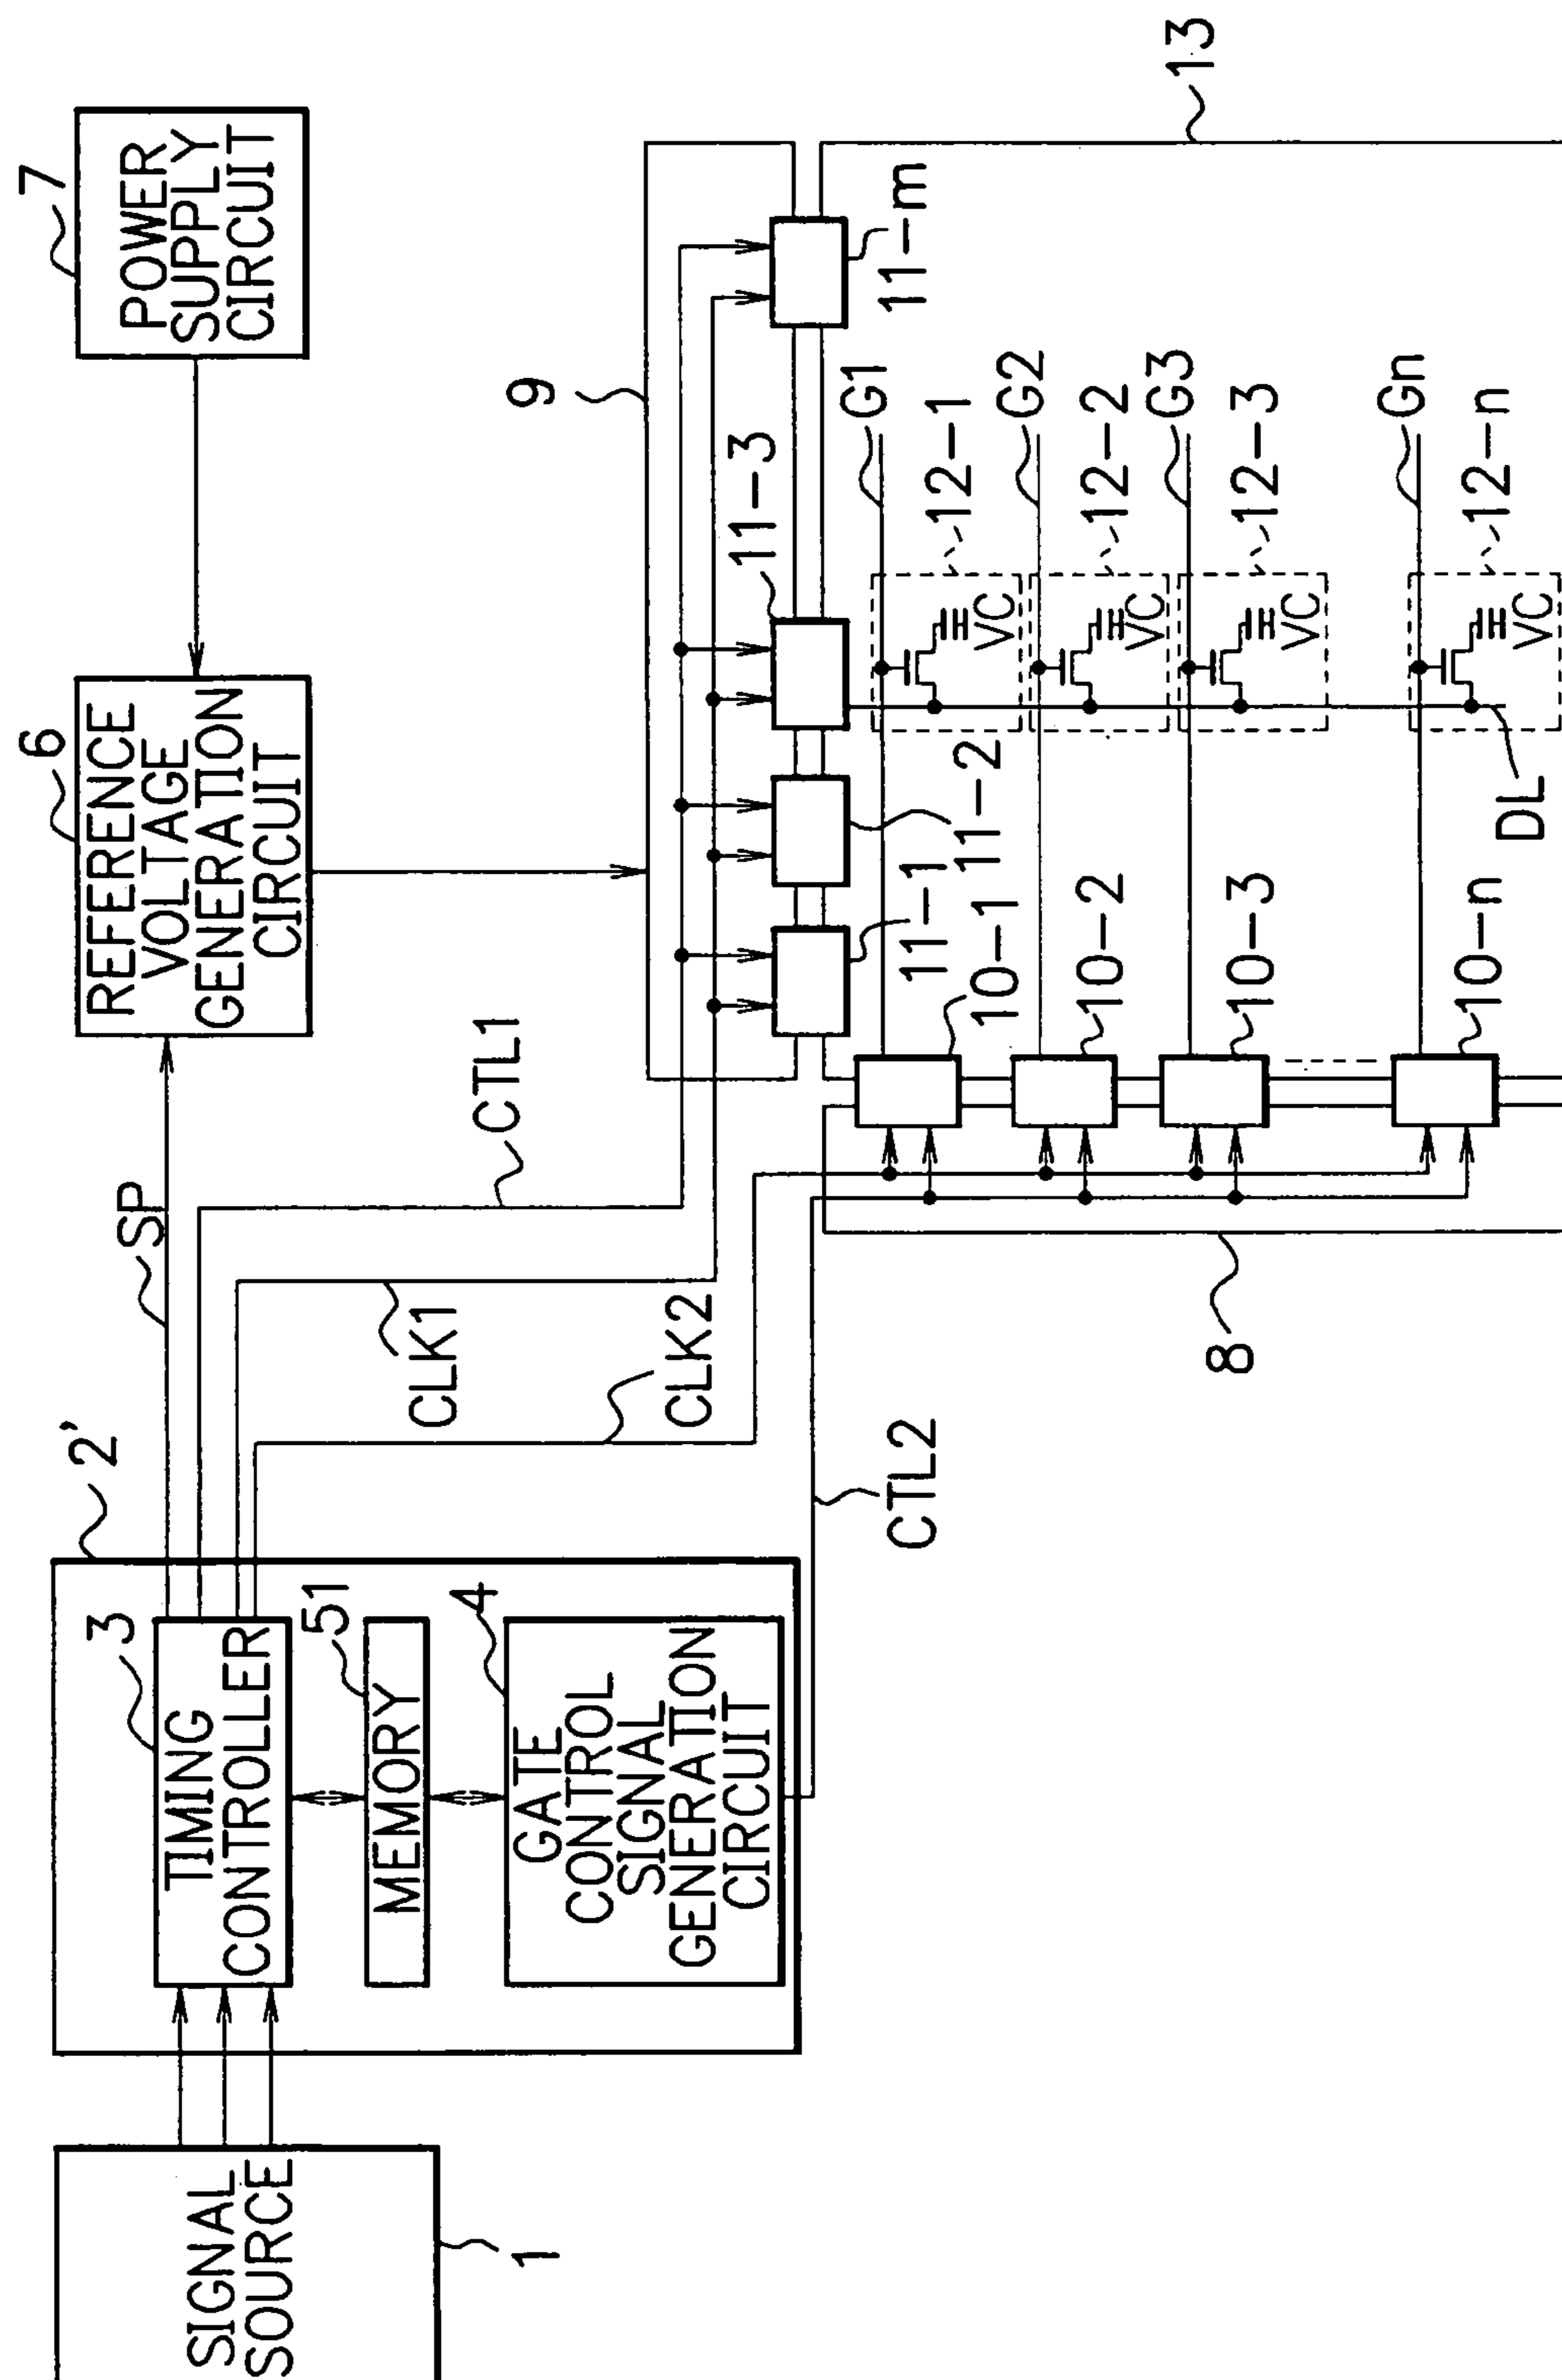 SIGNAL
SOURCE
1
2'
3
TIMING
CONTROLLER
51
MEMORY
4
GATE
CONTROL
SIGNAL
GENERATION
CIRCUIT
SP
CTL1
CLK1
CLK2
CTL2
6
REFERENCE
VOLTAGE
GENERATION
CIRCUIT
7
POWER
SUPPLY
CIRCUIT
9
11-3
11-m
13
11-1
11-2
10-1
G1
12-1
VC
10-2
G2
12-2
VC
10-3
G3
12-3
VC
10-n
Gn
12-n
VC
DL
8